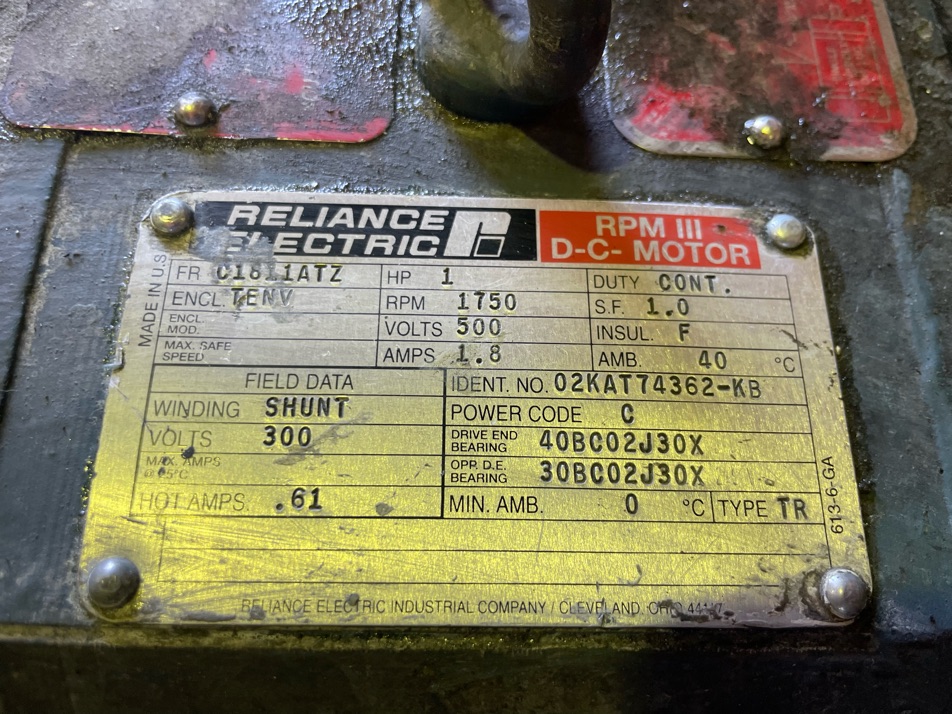 RELIANCE
ELECTRIC
RPM III
D-C- MOTOR
MADE IN U.S
FR C1811ATZ HP 1 DUTY CONT.
ENCL. TENV RPM 1750 S.F. 1.0
ENCL. MOD. VOLTS 500 INSUL. F
MAX. SAFE SPEED AMPS 1.8 AMB. 40 °C
FIELD DATA IDENT. NO. 02KAT74362-KB
WINDING SHUNT POWER CODE C
VOLTS 300 DRIVE END BEARING 40BC02J30X
MAX. AMPS OPP. D.E. BEARING 30BC02J30X
HOT AMPS .61 MIN. AMB. 0 °C TYPE TR
613-6-GA
RELIANCE ELECTRIC INDUSTRIAL COMPANY / CLEVELAND, OHIO